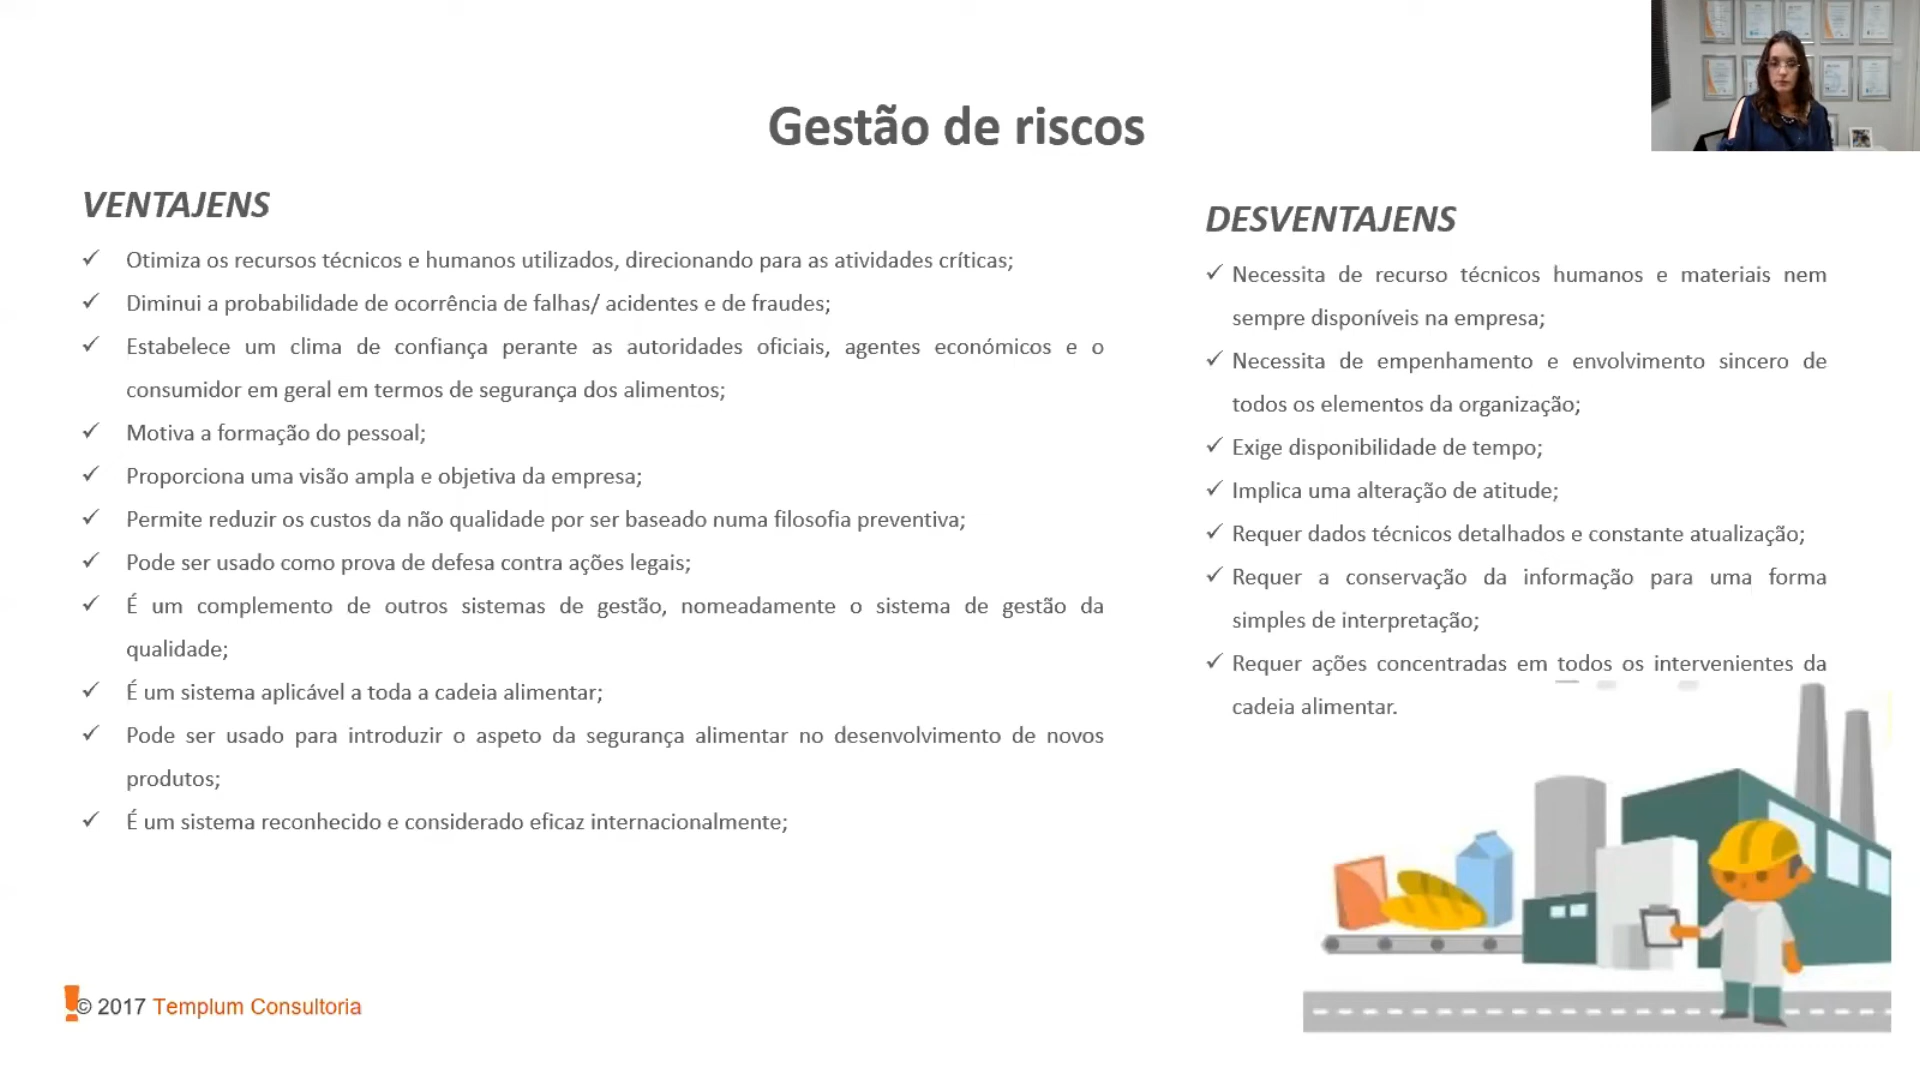 Gestão de riscos
VENTAJENS
Otimiza os recursos técnicos e humanos utilizados, direcionando para as atividades críticas;
Diminui a probabilidade de ocorrência de falhas/ acidentes e de fraudes;
Estabelece um clima de confiança perante as autoridades oficiais, agentes económicos e o
consumidor em geral em termos de segurança dos alimentos;
Motiva a formação do pessoal;
Proporciona uma visão ampla e objetiva da empresa;
Permite reduzir os custos da não qualidade por ser baseado numa filosofia preventiva;
Pode ser usado como prova de defesa contra ações legais;
É um complemento de outros sistemas de gestão, nomeadamente o sistema de gestão da
qualidade;
É um sistema aplicável a toda a cadeia alimentar;
Pode ser usado para introduzir o aspeto da segurança alimentar no desenvolvimento de novos
produtos;
É um sistema reconhecido e considerado eficaz internacionalmente;
DESVENTAJENS
Necessita de recurso técnicos humanos e materiais nem
sempre disponíveis na empresa;
Necessita de empenhamento e envolvimento sincero de
todos os elementos da organização;
Exige disponibilidade de tempo;
Implica uma alteração de atitude;
Requer dados técnicos detalhados e constante atualização;
Requer a conservação da informação para uma forma
simples de interpretação;
Requer ações concentradas em todos os intervenientes da
cadeia alimentar.
© 2017 Templum Consultoria